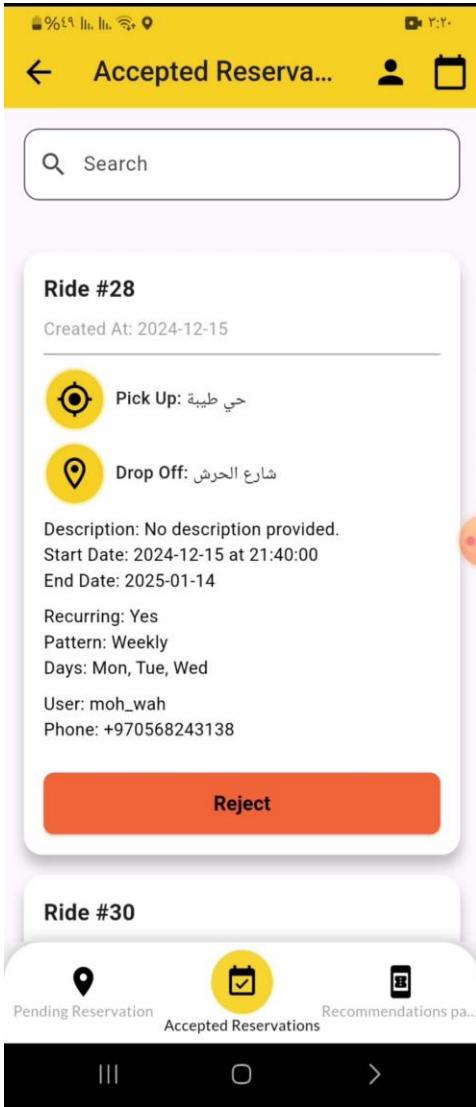 %٤٩
٣:٢٠
Accepted Reserva...
Search
Ride #28
Created At: 2024-12-15
Pick Up: حي طيبة
Drop Off: شارع الحرش
Description: No description provided.
Start Date: 2024-12-15 at 21:40:00
End Date: 2025-01-14
Recurring: Yes
Pattern: Weekly
Days: Mon, Tue, Wed
User: moh_wah
Phone: +970568243138
Reject
Ride #30
Pending Reservation
Accepted Reservations
Recommendations pa...